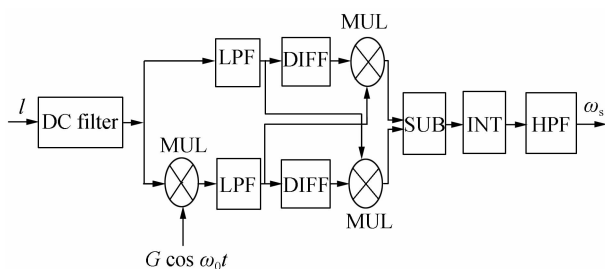 MUL
LPF
DIFF
l
DC filter
MUL
SUB
INT
HPF
ωs
LPF
DIFF
MUL
G cos ω0t